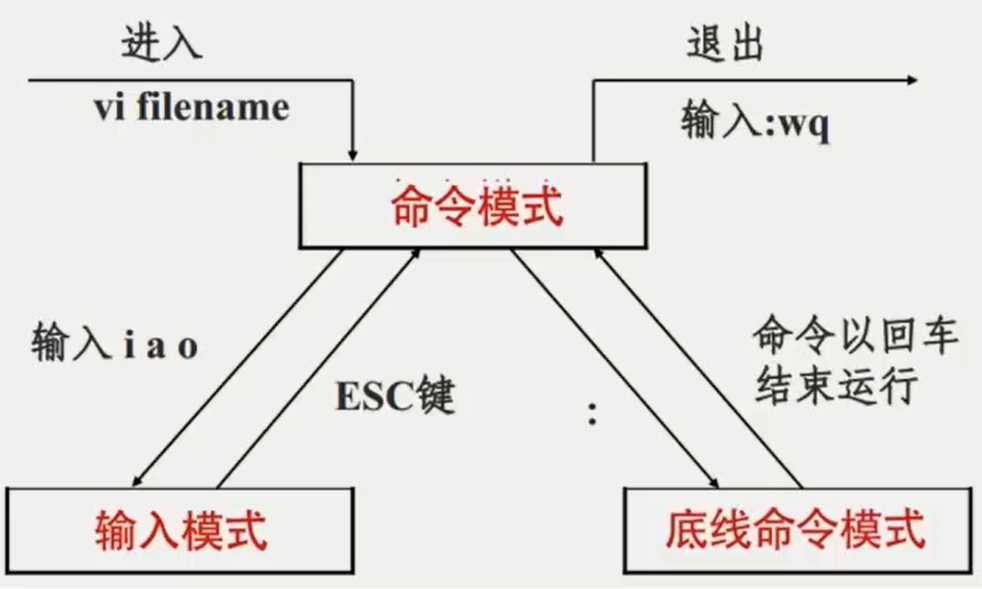 进入
vi filename
退出
输入:wq
命令模式
输入 i a o
ESC键
:
命令以回车
结束运行
输入模式
底线命令模式